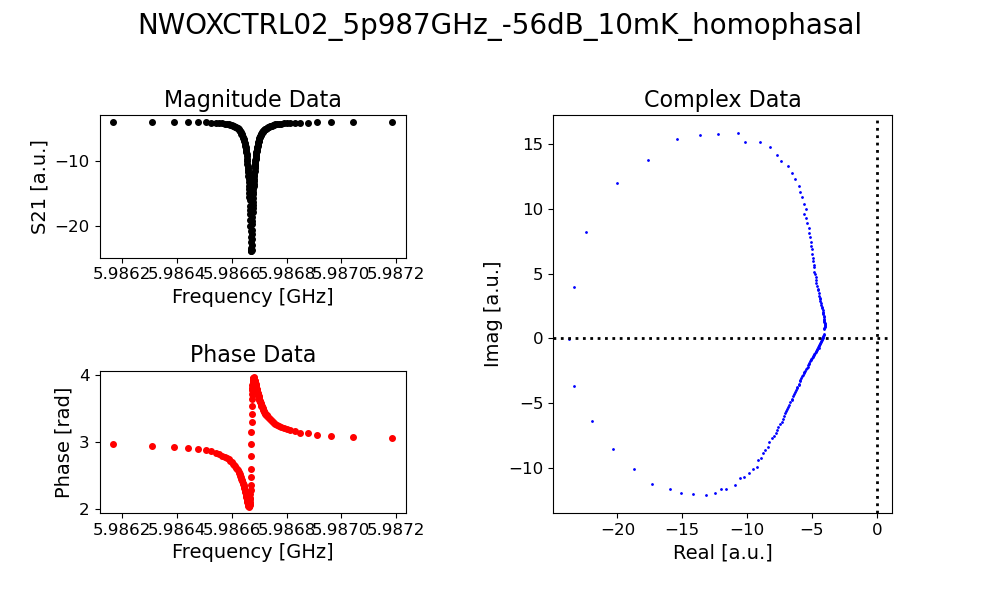 NWOXCTRL02_5p987GHz_-56dB_10mK_homophasal
Magnitude Data
S21 [a.u.]
−10
−20
5.9862 5.9864 5.9866 5.9868 5.9870 5.9872
Frequency [GHz]
Phase Data
Phase [rad]
4
3
2
5.9862 5.9864 5.9866 5.9868 5.9870 5.9872
Frequency [GHz]
Complex Data
Imag [a.u.]
15
10
5
0
−5
−10
−20 −15 −10 −5 0
Real [a.u.]